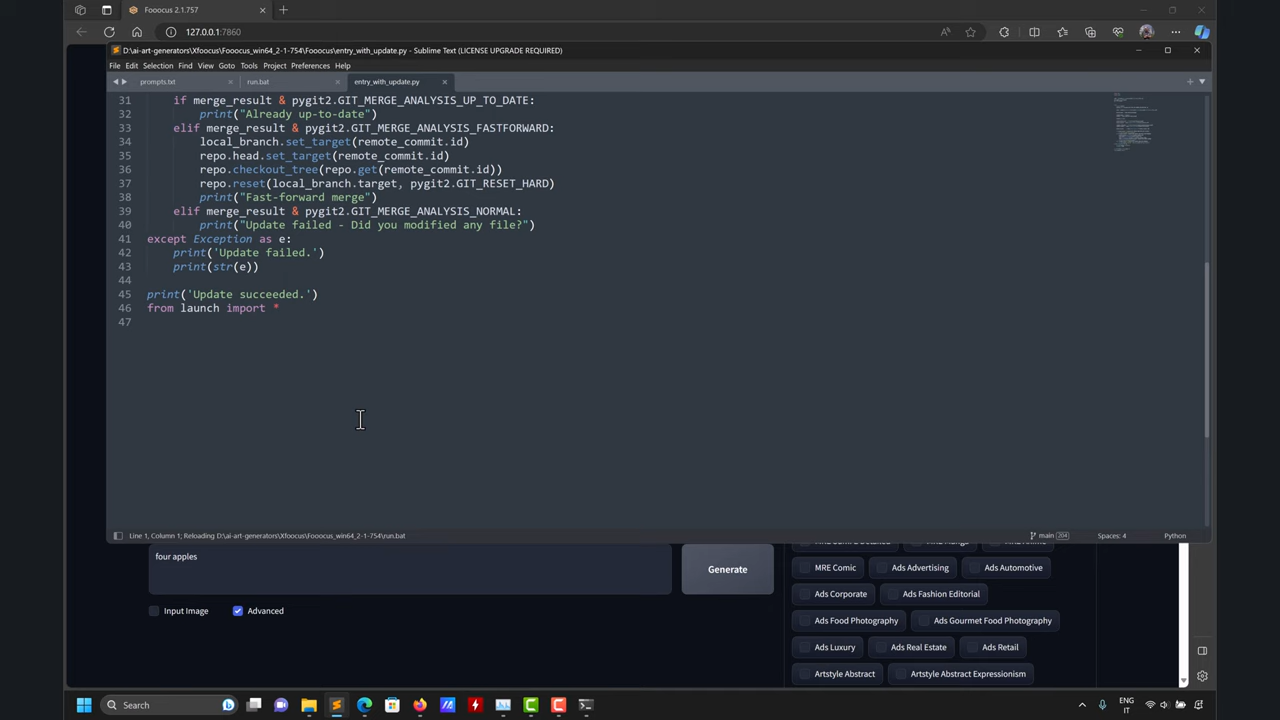 Fooocus 2.1.757
127.0.0.1:7860
D:\ai-art-generators\Xfoocus\Fooocus_win64_2-1-754\Fooocus\entry_with_update.py - Sublime Text (LICENSE UPGRADE REQUIRED)
File Edit Selection Find View Goto Tools Project Preferences Help
prompts.txt run.bat entry_with_update.py
31 if merge_result & pygit2.GIT_MERGE_ANALYSIS_UP_TO_DATE:
32 print("Already up-to-date")
33 elif merge_result & pygit2.GIT_MERGE_ANALYSIS_FASTFORWARD:
34 local_branch.set_target(remote_commit.id)
35 repo.head.set_target(remote_commit.id)
36 repo.checkout_tree(repo.get(remote_commit.id))
37 repo.reset(local_branch.target, pygit2.GIT_RESET_HARD)
38 print("Fast-forward merge")
39 elif merge_result & pygit2.GIT_MERGE_ANALYSIS_NORMAL:
40 print("Update failed - Did you modified any file?")
41 except Exception as e:
42 print('Update failed.')
43 print(str(e))
44
45 print('Update succeeded.')
46 from launch import *
47
Line 1, Column 1; Reloading D:\ai-art-generators\Xfoocus\Fooocus_win64_2-1-754\run.bat main 204 Spaces: 4 Python
four apples
Generate
Input Image Advanced
MRE Comic Ads Advertising Ads Automotive
Ads Corporate Ads Fashion Editorial
Ads Food Photography Ads Gourmet Food Photography
Ads Luxury Ads Real Estate Ads Retail
Artstyle Abstract Artstyle Abstract Expressionism
Search
ENG
IT